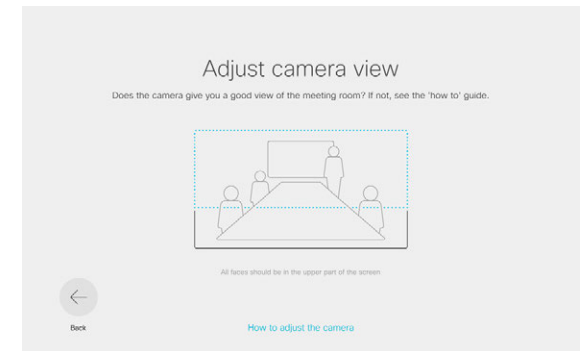 Adjust camera view
Does the camera give you a good view of the meeting room? If not, see the 'how to' guide.
All faces should be in the upper part of the screen
Back
How to adjust the camera